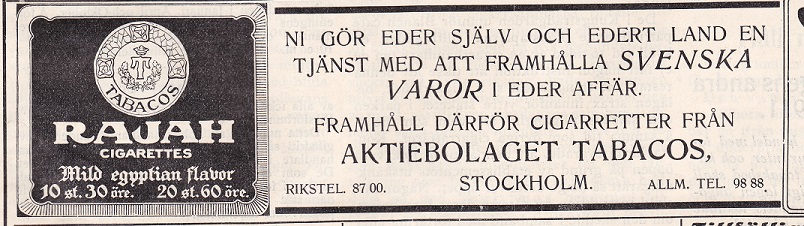 TABACOS
RAJAH
CIGARETTES
Mild egyptian flavor
10 st. 30 öre. 20 st. 60 öre.
NI GÖR EDER SJÄLV OCH EDERT LAND EN
TJÄNST MED ATT FRAMHÅLLA SVENSKA
VAROR I EDER AFFÄR.
FRAMHÅLL DÄRFÖR CIGARRETTER FRÅN
AKTIEBOLAGET TABACOS,
RIKSTEL. 87 00. STOCKHOLM. ALLM. TEL. 98 88.